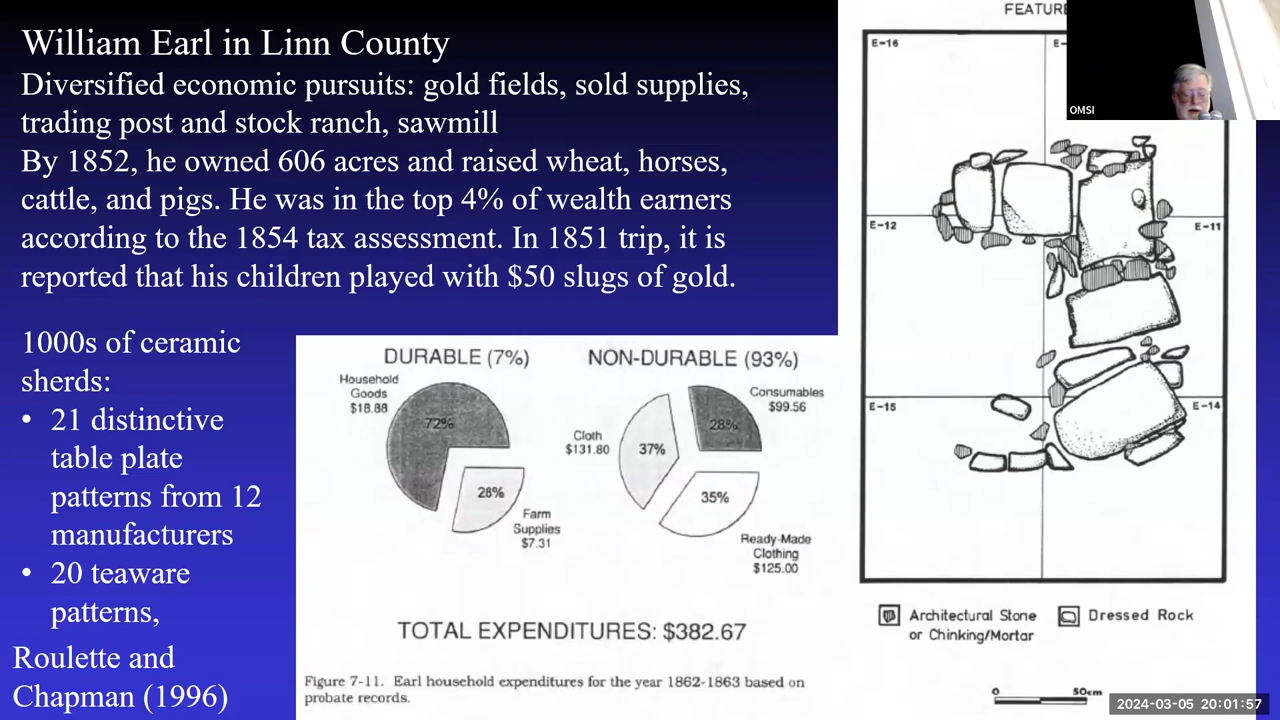 William Earl in Linn County
Diversified economic pursuits: gold fields, sold supplies,
trading post and stock ranch, sawmill
By 1852, he owned 606 acres and raised wheat, horses,
cattle, and pigs. He was in the top 4% of wealth earners
according to the 1854 tax assessment. In 1851 trip, it is
reported that his children played with $50 slugs of gold.
1000s of ceramic
sherds:
• 21 distinctive
table plate
patterns from 12
manufacturers
• 20 teaware
patterns,
Roulette and
Chapman (1996)
DURABLE (7%)
Household
Goods
$18.88
72%
28%
Farm
Supplies
$7.31
NON-DURABLE (93%)
Consumables
$99.56
28%
Cloth
$131.80
37%
35%
Ready-Made
Clothing
$125.00
TOTAL EXPENDITURES: $382.67
Figure 7-11. Earl household expenditures for the year 1862-1863 based on
probate records.
FEATURE
E-16
E-
E-12
E-11
E-15
E-14
Architectural Stone
or Chinking/Mortar
Dressed Rock
0
50cm
OMSI
2024-03-05 20:01:57